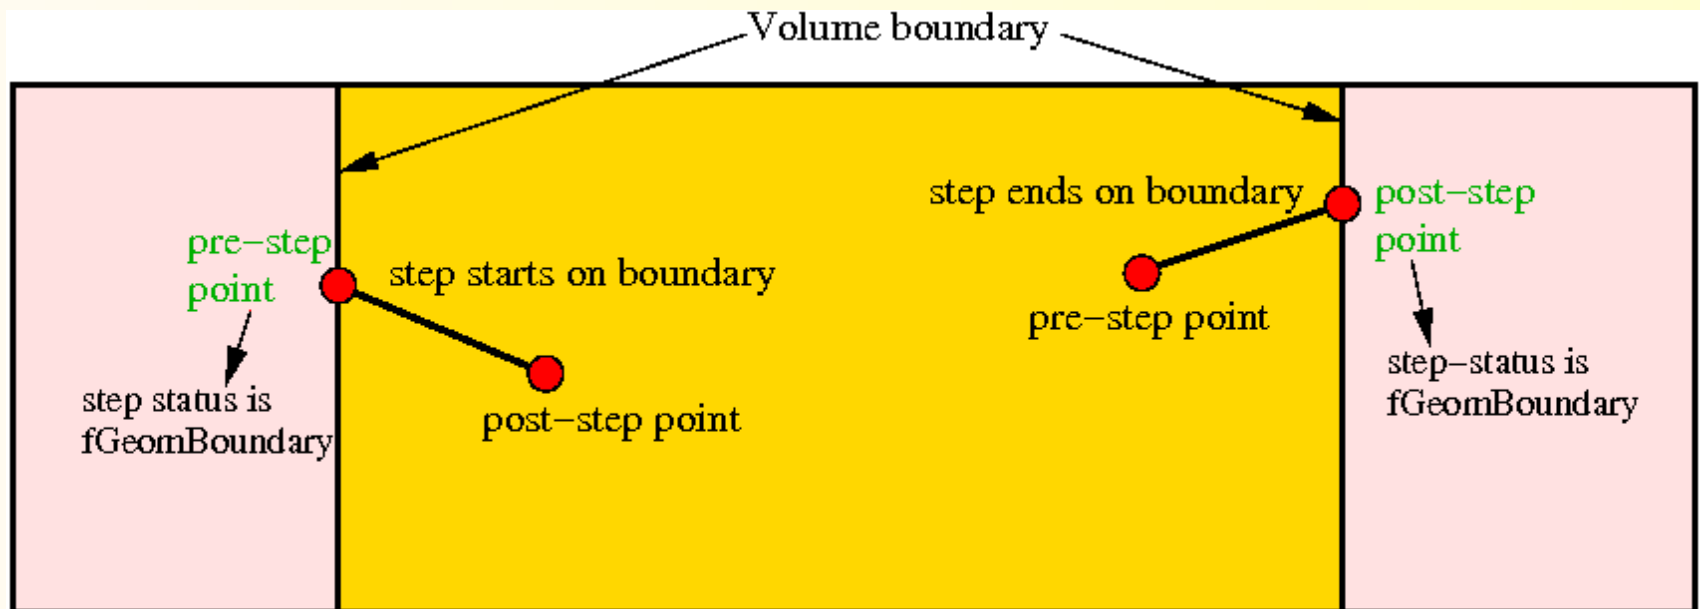 Volume boundary
step ends on boundary
post-step
point
pre-step
point
step starts on boundary
pre-step point
step-status is
fGeomBoundary
step status is
fGeomBoundary
post-step point